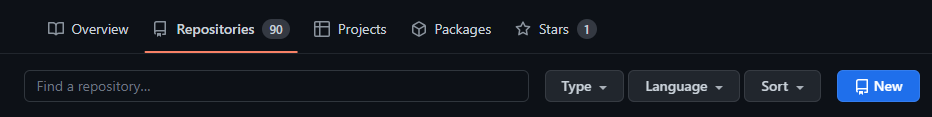 Overview Repositories 90 Projects Packages Stars 1
Find a repository... Type Language Sort New